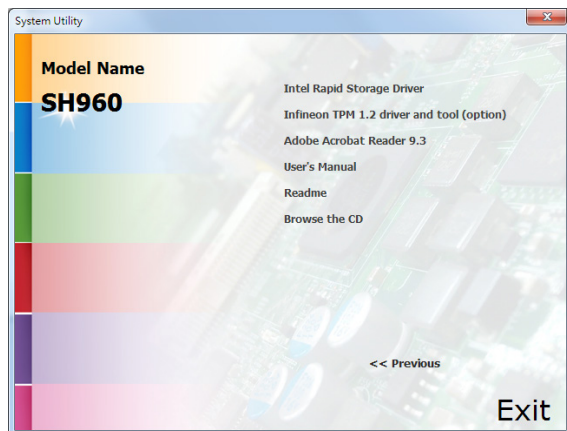 System Utility
x
Model Name
SH960
Intel Rapid Storage Driver
Infineon TPM 1.2 driver and tool (option)
Adobe Acrobat Reader 9.3
User's Manual
Readme
Browse the CD
<< Previous
Exit